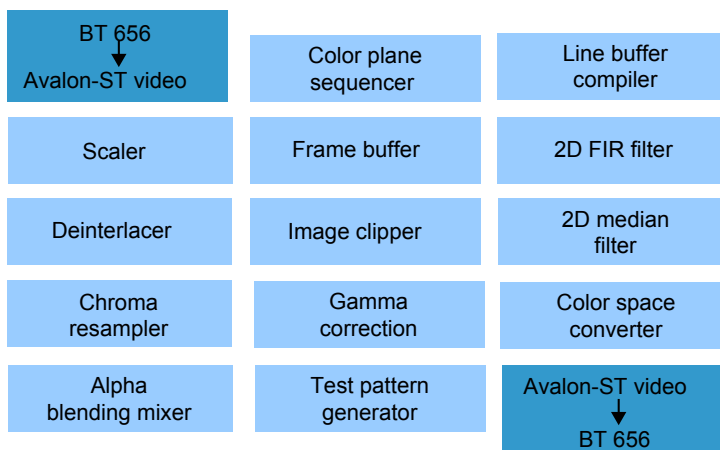 BT 656
Avalon-ST video
Color plane
sequencer
Line buffer
compiler
Scaler
Frame buffer
2D FIR filter
Deinterlacer
Image clipper
2D median
filter
Chroma
resampler
Gamma
correction
Color space
converter
Alpha
blending mixer
Test pattern
generator
Avalon-ST video
BT 656